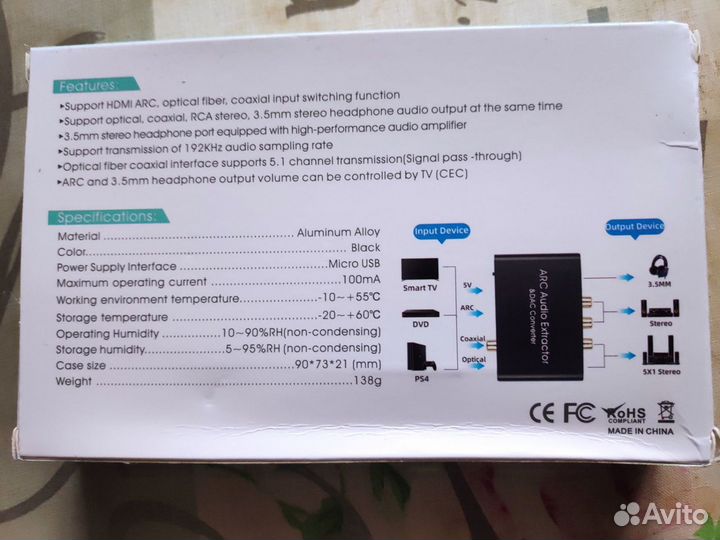 Features:
▸Support HDMI ARC, optical fiber, coaxial input switching function
▸Support optical, coaxial, RCA stereo, 3.5mm stereo headphone audio output at the same time
▸3.5mm stereo headphone port equipped with high-performance audio amplifier
▸Support transmission of 192KHz audio sampling rate
▸Optical fiber coaxial interface supports 5.1 channel transmission(Signal pass -through)
▸ARC and 3.5mm headphone output volume can be controlled by TV (CEC)
Specifications:
Material Aluminum Alloy
Color Black
Power Supply Interface Micro USB
Maximum operating current 100mA
Working environment temperature -10~+55℃
Storage temperature -20~+60℃
Operating Humidity 10~90%RH(non-condensing)
Storage humidity 5~95%RH (non-condensing)
Case size 90*73*21 (mm)
Weight 138g
Input Device
Output Device
Smart TV
DVD
PS4
5V
ARC
Coaxial
Optical
ARC Audio Extractor
&DAC Converter
3.5MM
Stereo
5X1 Stereo
CE FC RoHS
COMPLIANT
MADE IN CHINA
Avito